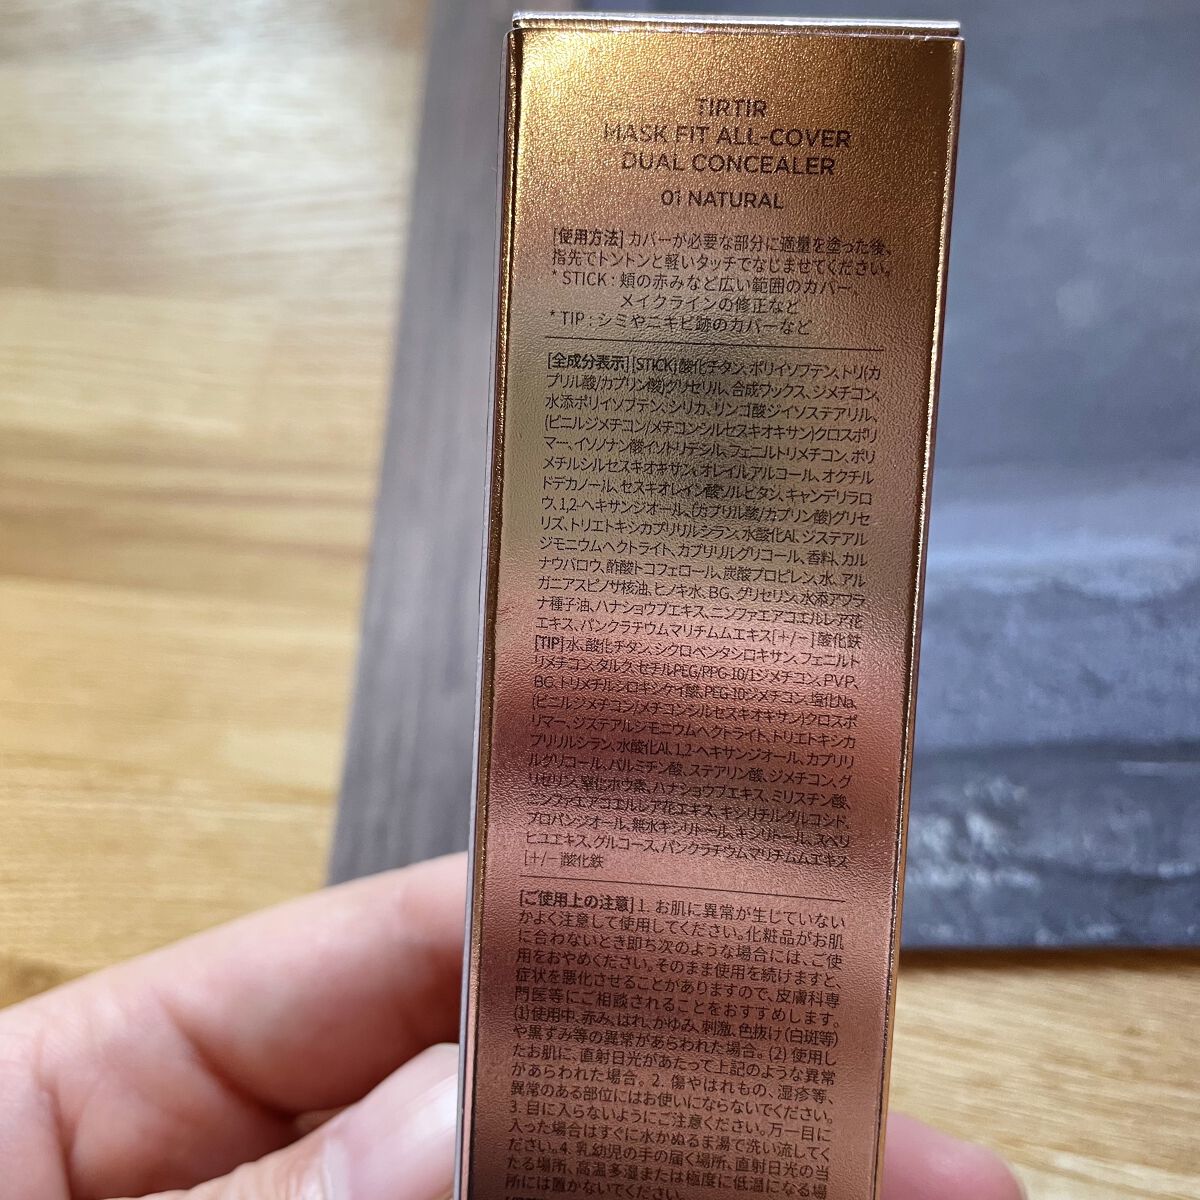 TIRTIR
MASK FIT ALL-COVER
DUAL CONCEALER
01 NATURAL
[使用方法] カバーが必要な部分に適量を塗った後、
指先でトントンと軽いタッチでなじませてください。
* STICK : 頬の赤みなど広い範囲のカバー、
メイクラインの修正など
* TIP : シミやニキビ跡のカバーなど
[全成分表示] [STICK]酸化チタン、ポリイソブテン、トリ(カ
プリル酸/カプリン酸)グリセリル、合成ワックス、ジメチコン、
水添ポリイソブテン、シリカ、リンゴ酸ジイソステアリル、
(ビニルジメチコン/メチコンシルセスキオキサン)クロスポリ
マー、イソノナン酸イソトリデシル、フェニルトリメチコン、ポリ
メチルシルセスキオキサン、オレイルアルコール、オクチル
ドデカノール、セスキオレイン酸ソルビタン、キャンデリラロ
ウ、1,2-ヘキサンジオール、(カプリル酸/カプリン酸)グリセ
リズ、トリエトキシカプリリルシラン、水酸化Al、ジステアル
ジモニウムヘクトライト、カプリリルグリコール、香料、カル
ナウバロウ、酢酸トコフェロール、炭酸プロピレン、水、アル
ガニアスピノサ核油、ヒノキ水、BG、グリセリン、水添アブラ
ナ種子油、ハナショウブエキス、ニンファエアコエルレア花
エキス、パンクラチウムマリチムムエキス[+/−] 酸化鉄
[TIP]水、酸化チタン、シクロペンタシロキサン、フェニルト
リメチコン、タルク、セチルPEG/PPG-10/1ジメチコン、PVP、
BG、トリメチルシロキシケイ酸、PEG-10ジメチコン、塩化Na、
(ビニルジメチコン/メチコンシルセスキオキサン)クロスポ
リマー、ジステアルジモニウムヘクトライト、トリエトキシカ
プリリルシラン、水酸化Al、1,2-ヘキサンジオール、カプリリ
ルグリコール、パルミチン酸、ステアリン酸、ジメチコン、グ
リセリン、窒化ホウ素、ハナショウブエキス、ミリスチン酸、
ニンファエアコエルレア花エキス、キシリチルグルコシド、
プロパンジオール、無水キシリトール、キシリトール、スベリ
ヒユエキス、グルコース、パンクラチウムマリチムムエキス
[+/−]酸化鉄
[ご使用上の注意] 1. お肌に異常が生じていない
かよく注意して使用してください。化粧品がお肌
に合わないとき即ち次のような場合には、ご使
用をおやめください。そのまま使用を続けますと、
症状を悪化させることがありますので、皮膚科専
門医等にご相談されることをおすすめします。
(1)使用中、赤み、はれ、かゆみ、刺激、色抜け(白斑等)
や黒ずみ等の異常があらわれた場合。(2) 使用し
たお肌に、直射日光があたって上記のような異常
があらわれた場合。2. 傷やはれもの、湿疹等、
異常のある部位にはお使いにならないでください。
3. 目に入らないようにご注意ください。万一目に
入った場合はすぐに水かぬるま湯で洗い流してく
ださい。4. 乳幼児の手の届く場所、直射日光の当
たる場所、高温多湿または極度に低温になる場
所には置かないでください。